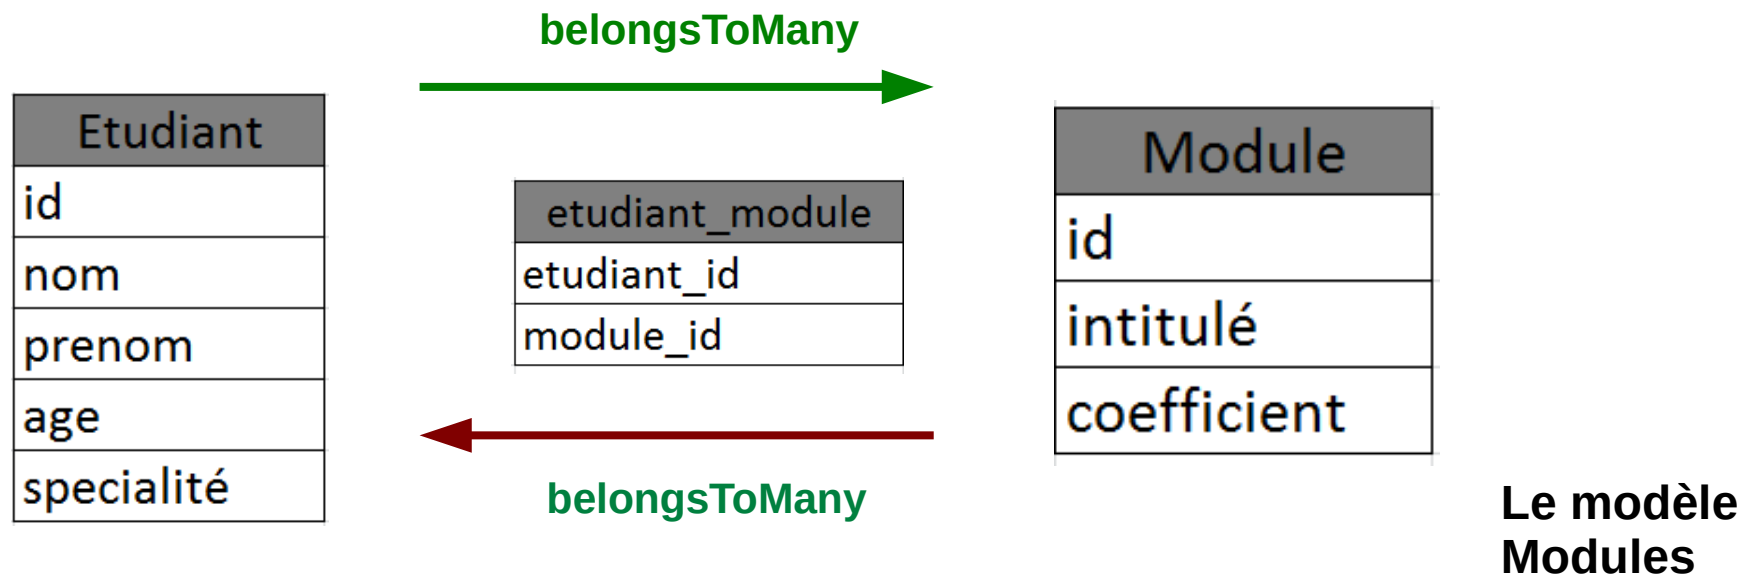 belongsToMany
Etudiant
id
nom
prenom
age
specialité
etudiant_module
etudiant_id
module_id
Module
id
intitulé
coefficient
belongsToMany
Le modèle
Modules